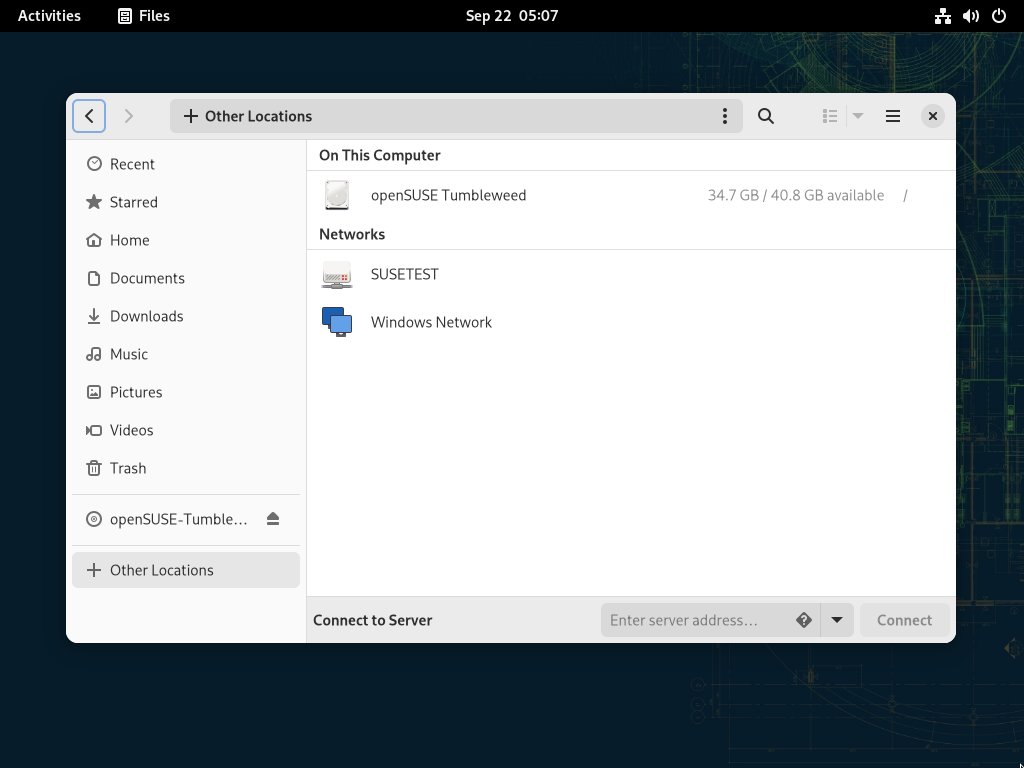 Activities Files Sep 22 05:07
Other Locations
Recent
Starred
Home
Documents
Downloads
Music
Pictures
Videos
Trash
openSUSE-Tumble...
Other Locations
On This Computer
openSUSE Tumbleweed 34.7 GB / 40.8 GB available /
Networks
SUSETEST
Windows Network
Connect to Server Enter server address... Connect